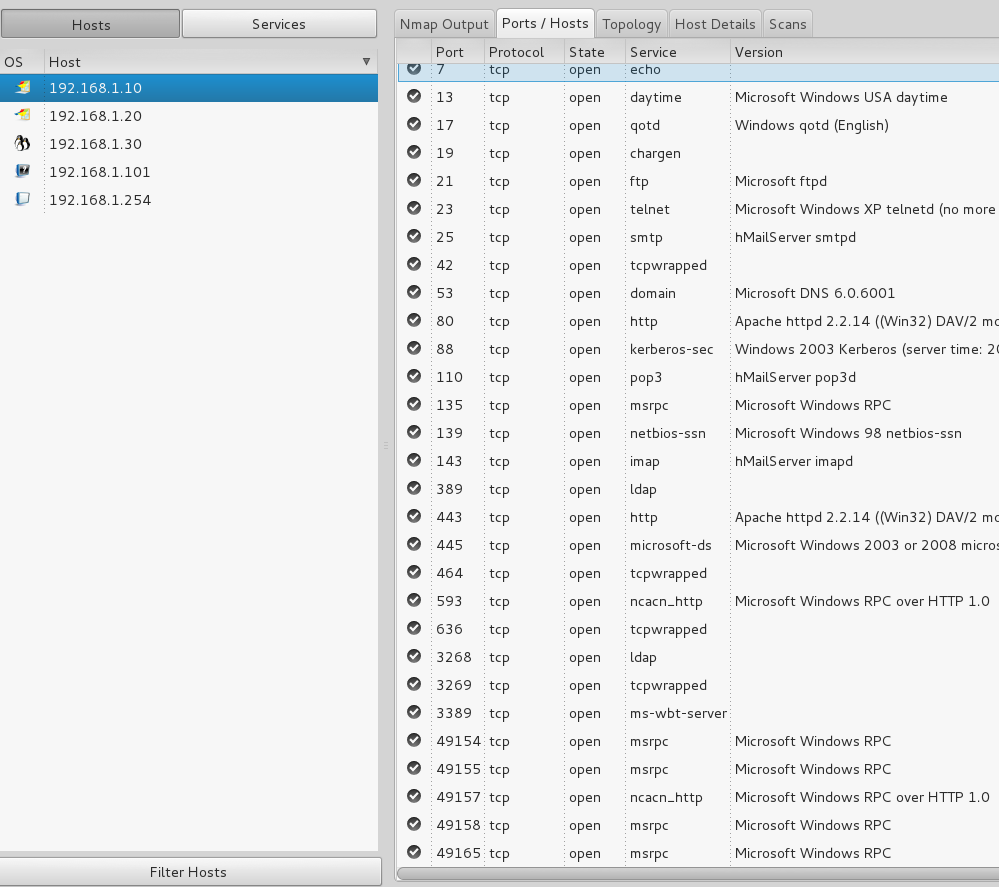 Hosts Services Nmap Output Ports / Hosts Topology Host Details Scans
OS Host
192.168.1.10
192.168.1.20
192.168.1.30
192.168.1.101
192.168.1.254
Filter Hosts
Port Protocol State Service Version
7 tcp open echo
13 tcp open daytime Microsoft Windows USA daytime
17 tcp open qotd Windows qotd (English)
19 tcp open chargen
21 tcp open ftp Microsoft ftpd
23 tcp open telnet Microsoft Windows XP telnetd (no more
25 tcp open smtp hMailServer smtpd
42 tcp open tcpwrapped
53 tcp open domain Microsoft DNS 6.0.6001
80 tcp open http Apache httpd 2.2.14 ((Win32) DAV/2 mo
88 tcp open kerberos-sec Windows 2003 Kerberos (server time: 20
110 tcp open pop3 hMailServer pop3d
135 tcp open msrpc Microsoft Windows RPC
139 tcp open netbios-ssn Microsoft Windows 98 netbios-ssn
143 tcp open imap hMailServer imapd
389 tcp open ldap
443 tcp open http Apache httpd 2.2.14 ((Win32) DAV/2 mo
445 tcp open microsoft-ds Microsoft Windows 2003 or 2008 micros
464 tcp open tcpwrapped
593 tcp open ncacn_http Microsoft Windows RPC over HTTP 1.0
636 tcp open tcpwrapped
3268 tcp open ldap
3269 tcp open tcpwrapped
3389 tcp open ms-wbt-server
49154 tcp open msrpc Microsoft Windows RPC
49155 tcp open msrpc Microsoft Windows RPC
49157 tcp open ncacn_http Microsoft Windows RPC over HTTP 1.0
49158 tcp open msrpc Microsoft Windows RPC
49165 tcp open msrpc Microsoft Windows RPC